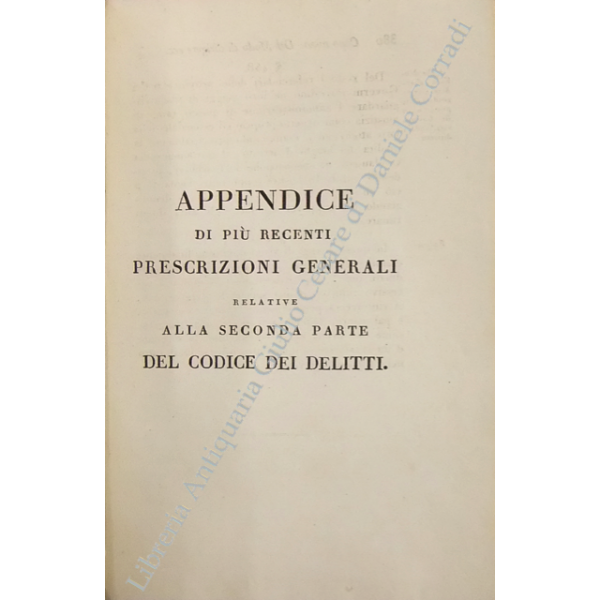 APPENDICE
DI PIÙ RECENTI
PRESCRIZIONI GENERALI
RELATIVE
ALLA SECONDA PARTE
DEL CODICE DEI DELITTI.
Libreria Antiquaria Giulio Cesare di Daniele Corradi